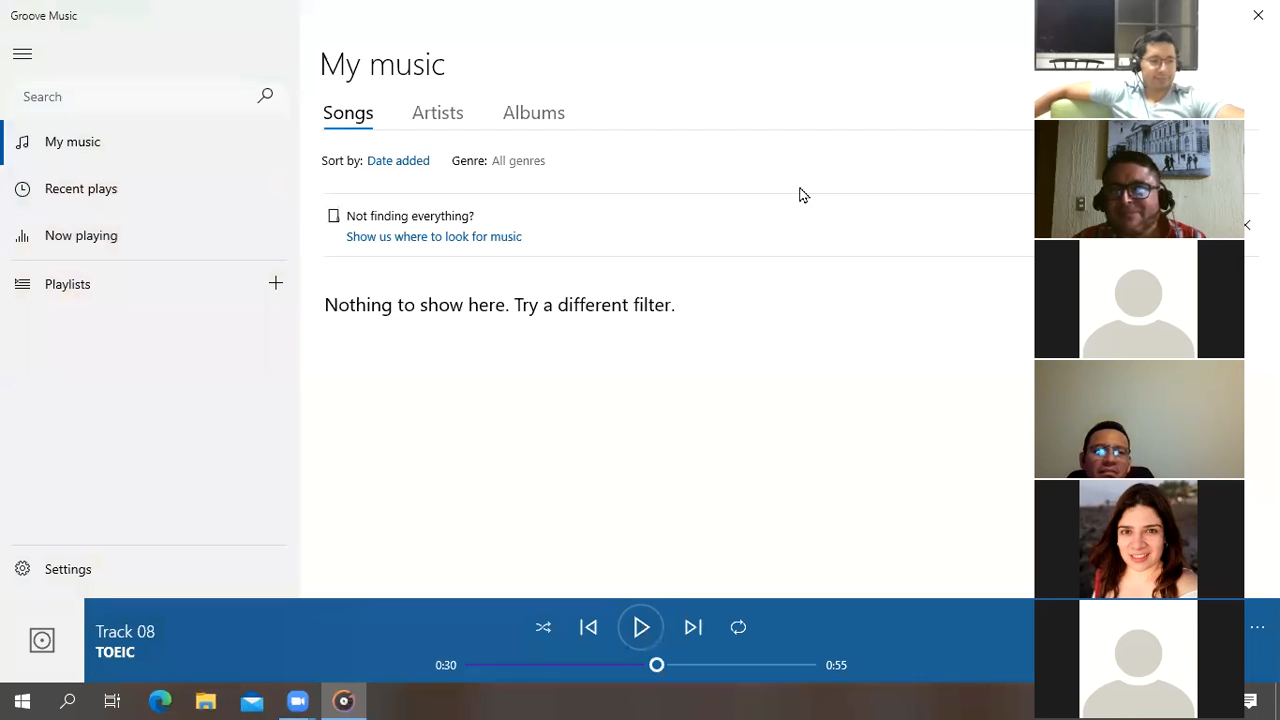 Groove Music
Search
My music
Recent plays
Now playing
Playlists
Settings
My music
Songs Artists Albums
Sort by: Date added Genre: All genres
Not finding everything?
Show us where to look for music
Nothing to show here. Try a different filter.
Track 08
TOEIC
0:30 0:55